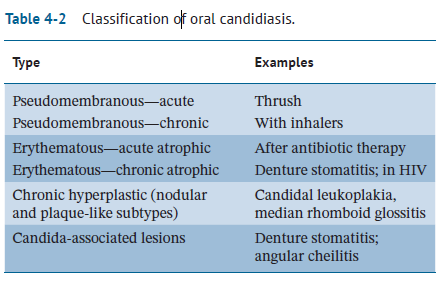 Table 4-2 Classification of oral candidiasis.
Type Examples
Pseudomembranous—acute Thrush
Pseudomembranous—chronic With inhalers
Erythematous—acute atrophic After antibiotic therapy
Erythematous—chronic atrophic Denture stomatitis; in HIV
Chronic hyperplastic (nodular Candidal leukoplakia,
and plaque-like subtypes) median rhomboid glossitis
Candida-associated lesions Denture stomatitis;
angular cheilitis